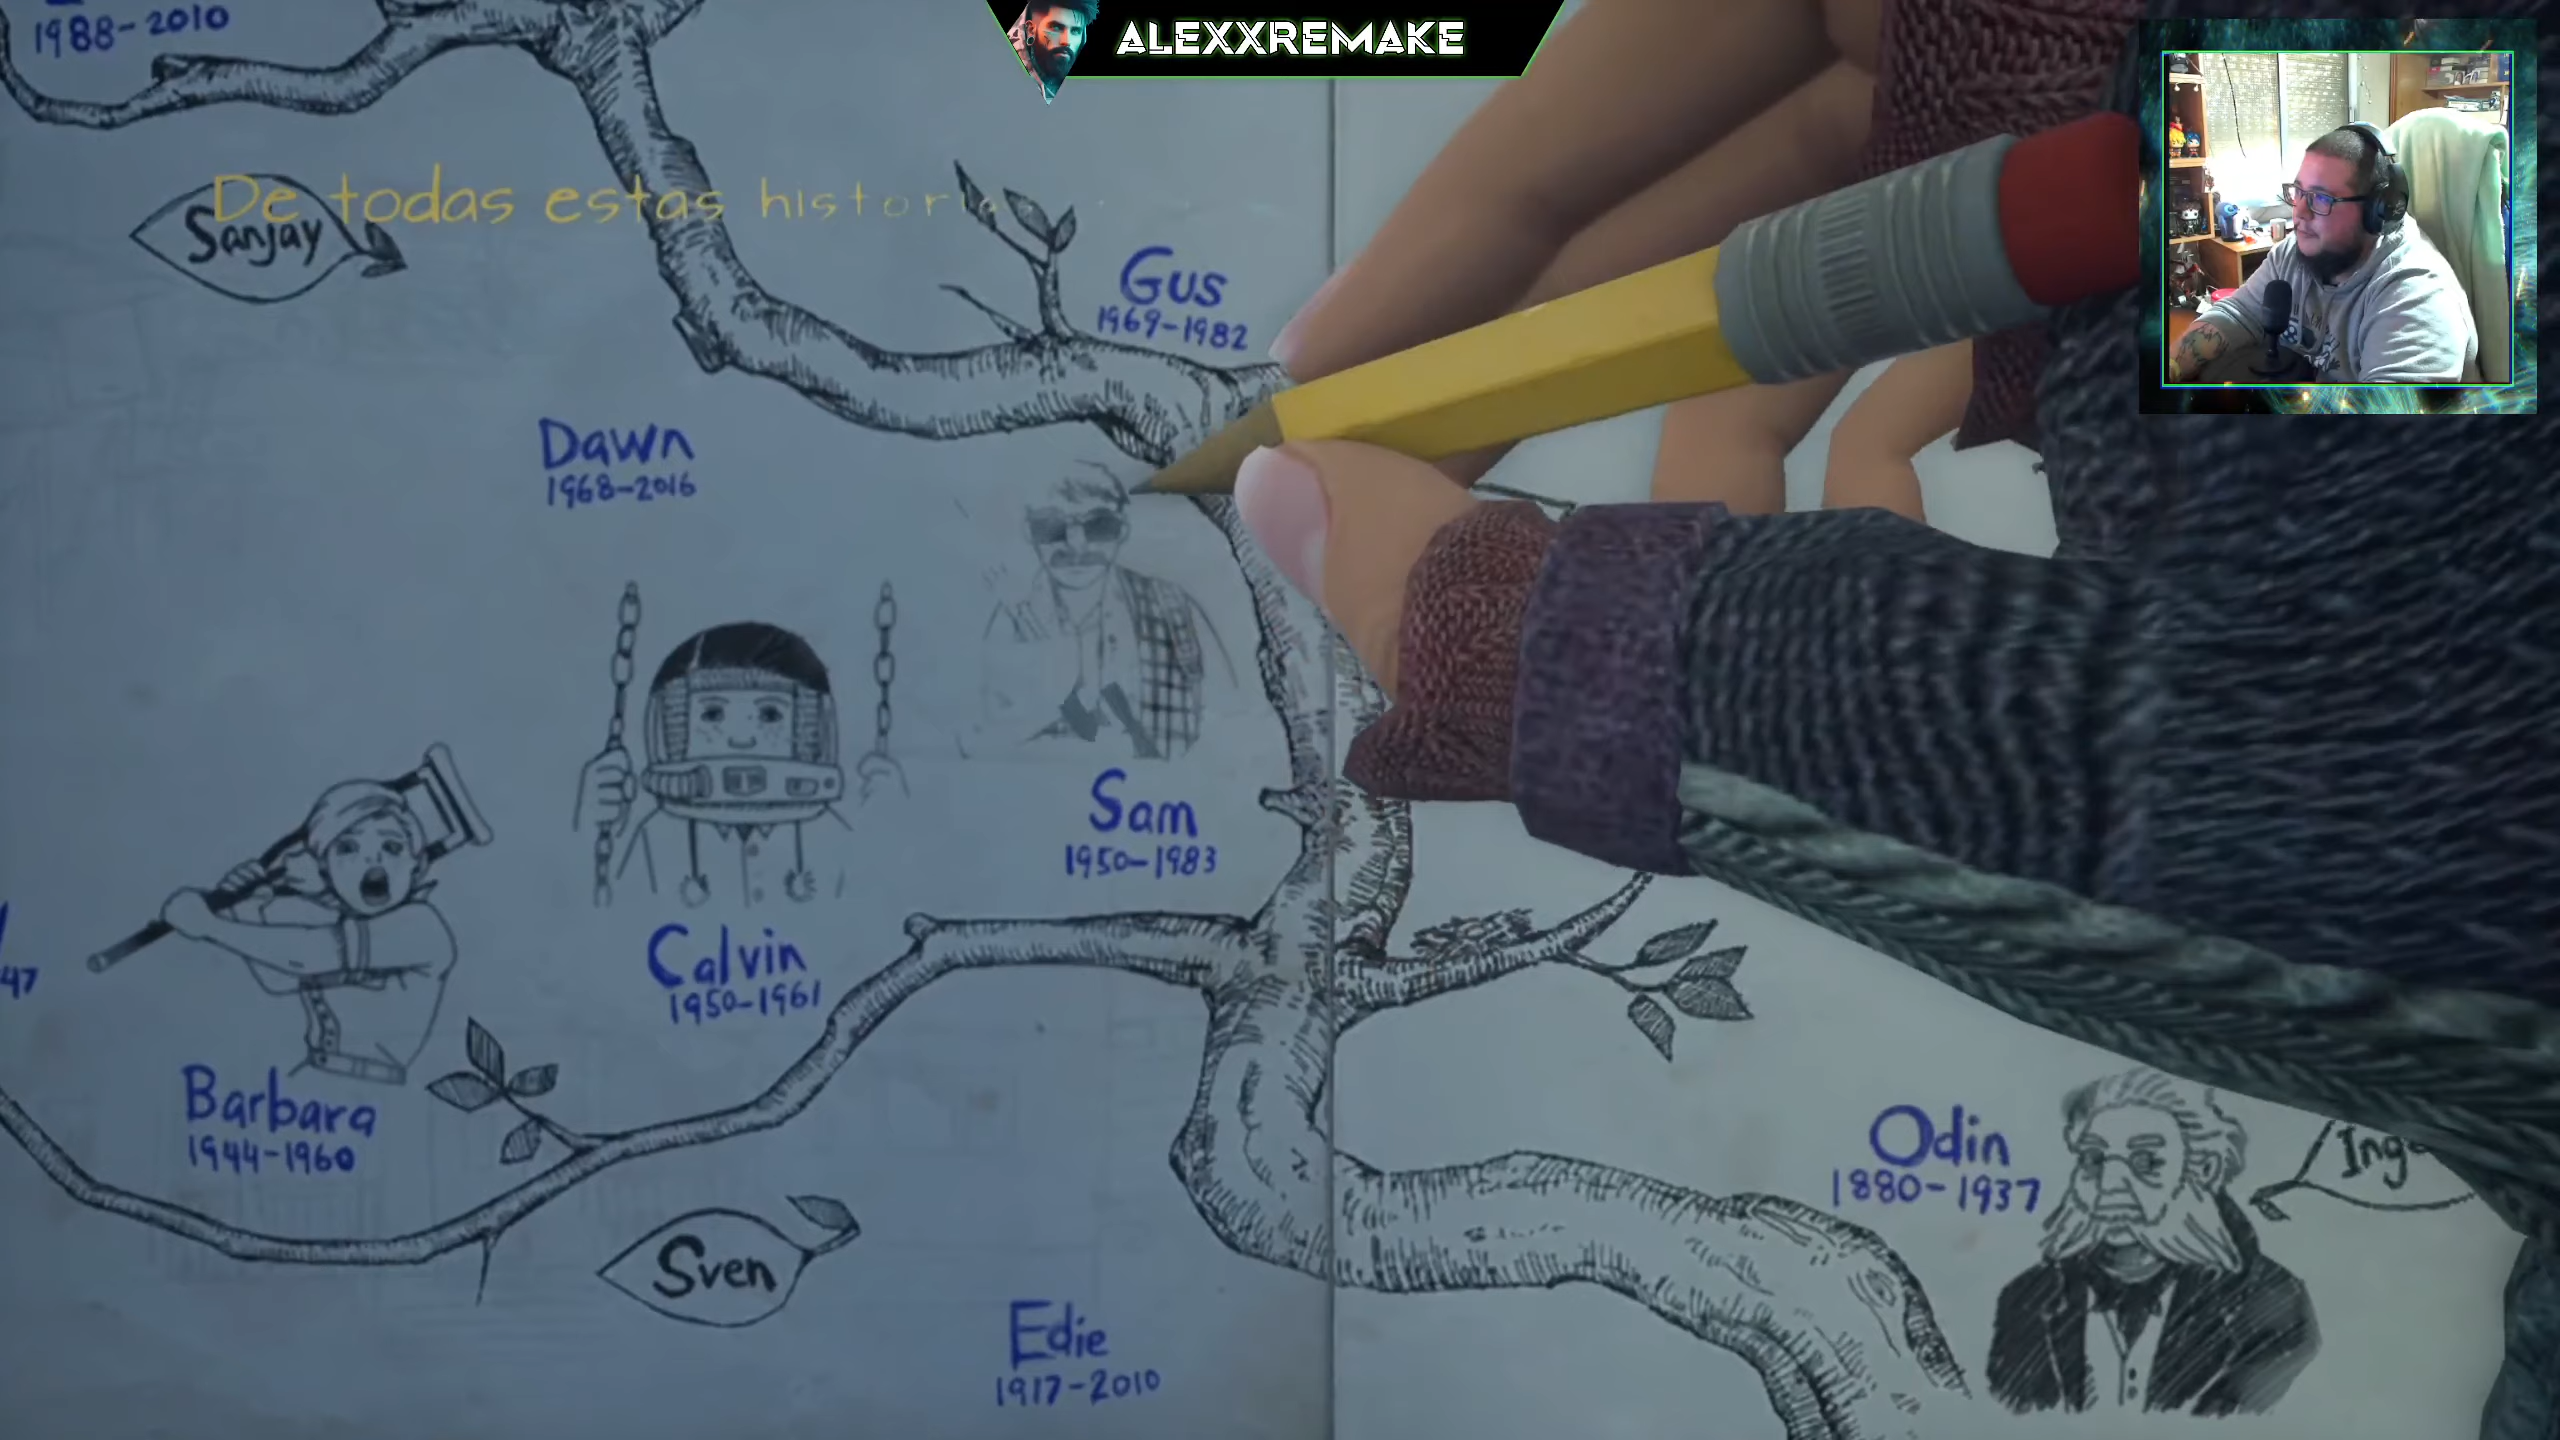 1988-2010
ALEXXREMAKE
De todas estas histori
Sanjay
Gus
1969-1982
Dawn
1968-2016
Sam
1950-1983
47
Calvin
1950-1961
Barbara
1944-1960
Odin
1880-1937
Sven
Edie
1917-2010